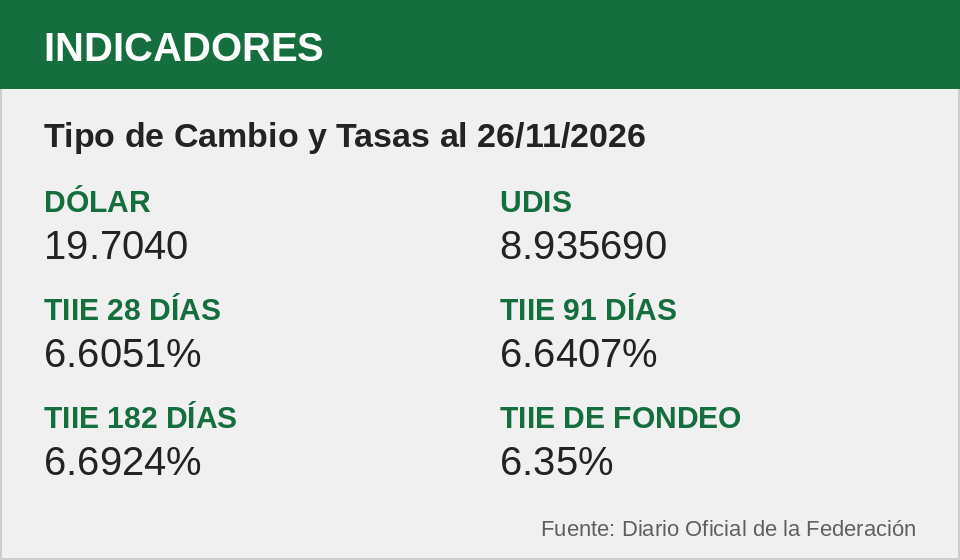 INDICADORES
Tipo de Cambio y Tasas al 26/11/2026
DÓLAR
19.7040
UDIS
8.935690
TIIE 28 DÍAS
6.6051%
TIIE 91 DÍAS
6.6407%
TIIE 182 DÍAS
6.6924%
TIIE DE FONDEO
6.35%
Fuente: Diario Oficial de la Federación